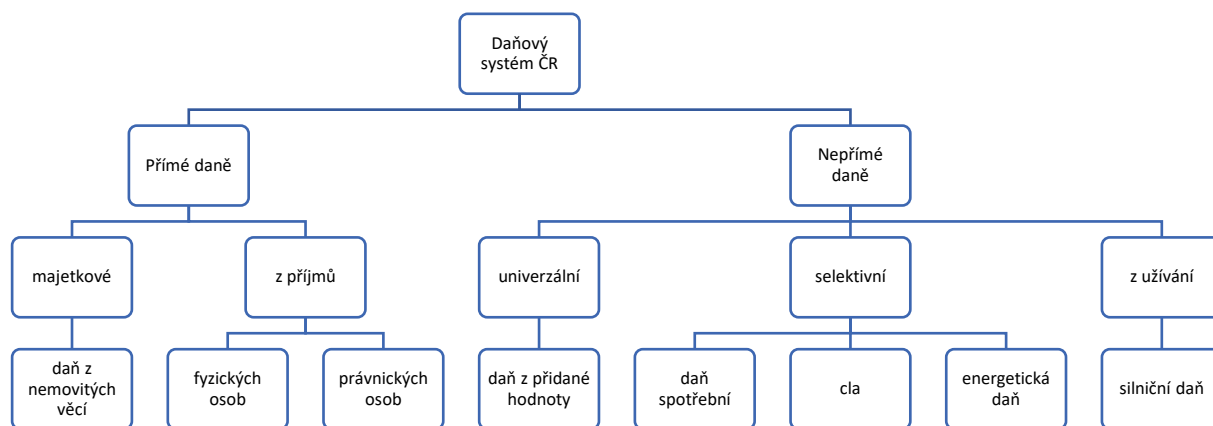 Daňový
systém ČR
Přímé daně
Nepřímé
daně
majetkové
z příjmů
univerzální
selektivní
z užívání
daň z
nemovitých
věcí
fyzických
osob
právnických
osob
daň z přidané
hodnoty
daň
spotřební
cla
energetická
daň
silniční daň